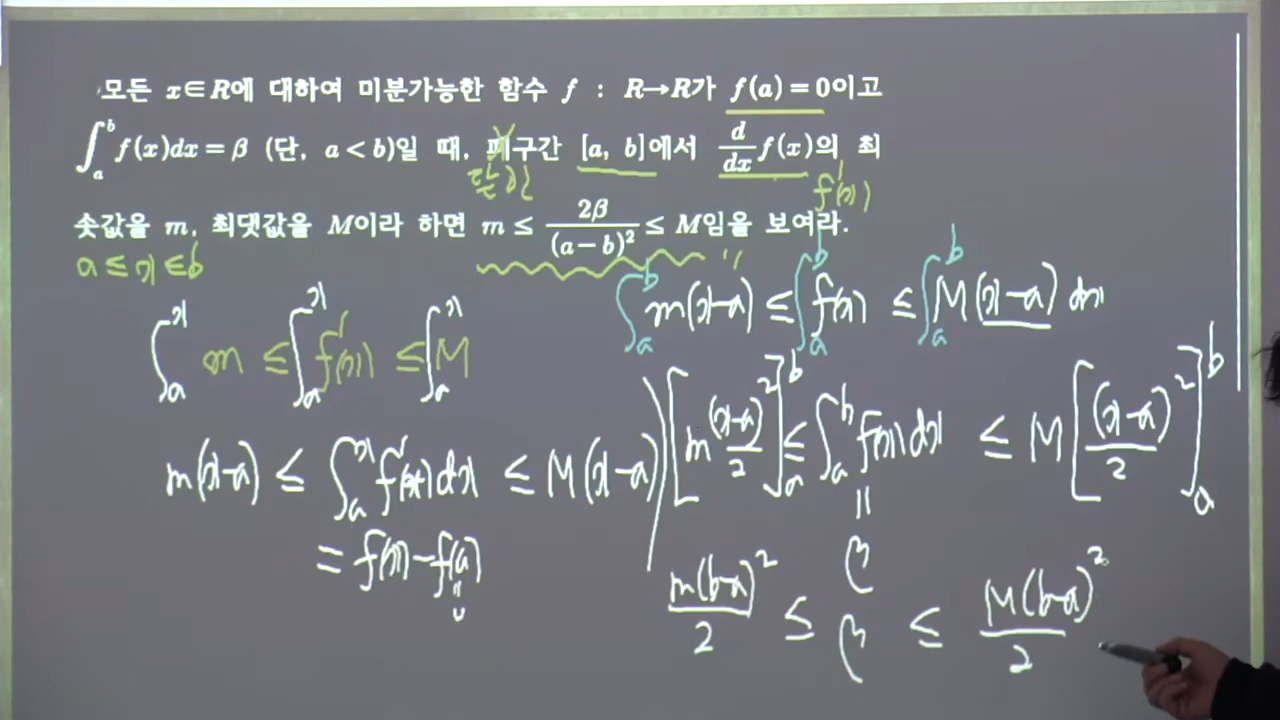 모든 x∈R에 대하여 미분가능한 함수 f : R→R가 f(a)=0이고
∫_a^b f(x)dx=β (단, a<b)일 때, 폐구간 [a, b]에서 d/dx f(x)의 최
닫힌
f'(x)
솟값을 m, 최댓값을 M이라 하면 m≤ 2β/(a−b)² ≤M임을 보여라.
a≤x≤b
∫_a^x m ≤ ∫_a^x f'(x) ≤ ∫_a^x M
m(x-a) ≤ ∫_a^x f'(x)dx ≤ M(x-a)
= f(x)-f(a)
"
0
∫_a^b m(x-a) ≤ ∫_a^b f(x) ≤ ∫_a^b M(x-a) dx
[m (x-a)²/2]_a^b ≤ ∫_a^b f(x)dx ≤ M[(x-a)²/2]_a^b
=
β
m(b-a)²/2 ≤ β ≤ M(b-a)²/2